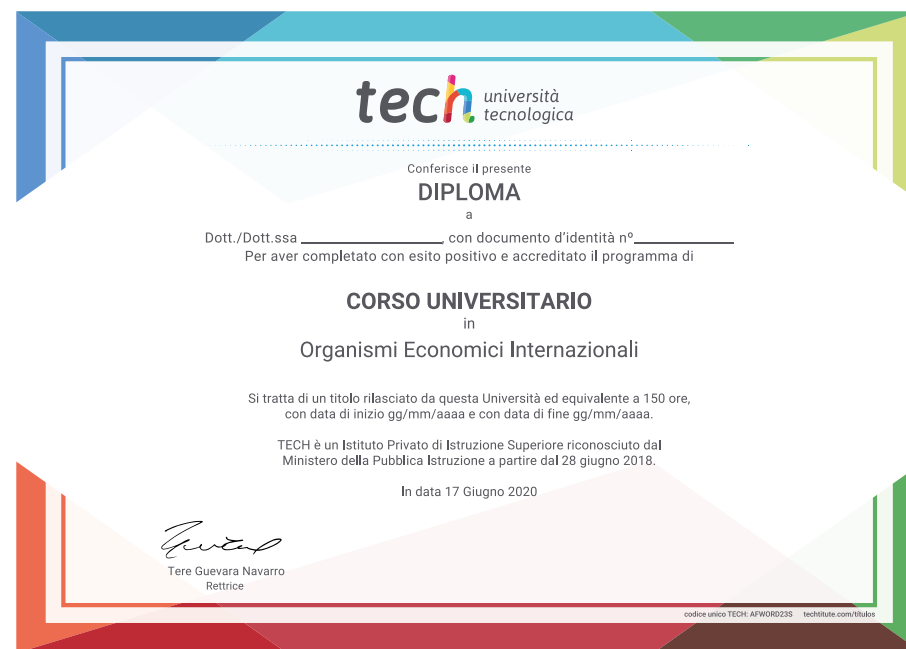 tech università
tecnologica
Conferisce il presente
DIPLOMA
a
Dott./Dott.ssa ____________________, con documento d'identità nº______________
Per aver completato con esito positivo e accreditato il programma di
CORSO UNIVERSITARIO
in
Organismi Economici Internazionali
Si tratta di un titolo rilasciato da questa Università ed equivalente a 150 ore,
con data di inizio gg/mm/aaaa e con data di fine gg/mm/aaaa.
TECH è un Istituto Privato di Istruzione Superiore riconosciuto dal
Ministero della Pubblica Istruzione a partire dal 28 giugno 2018.
In data 17 Giugno 2020
Tere Guevara Navarro
Rettrice
codice unico TECH: AFWORD23S techtitute.com/titulos